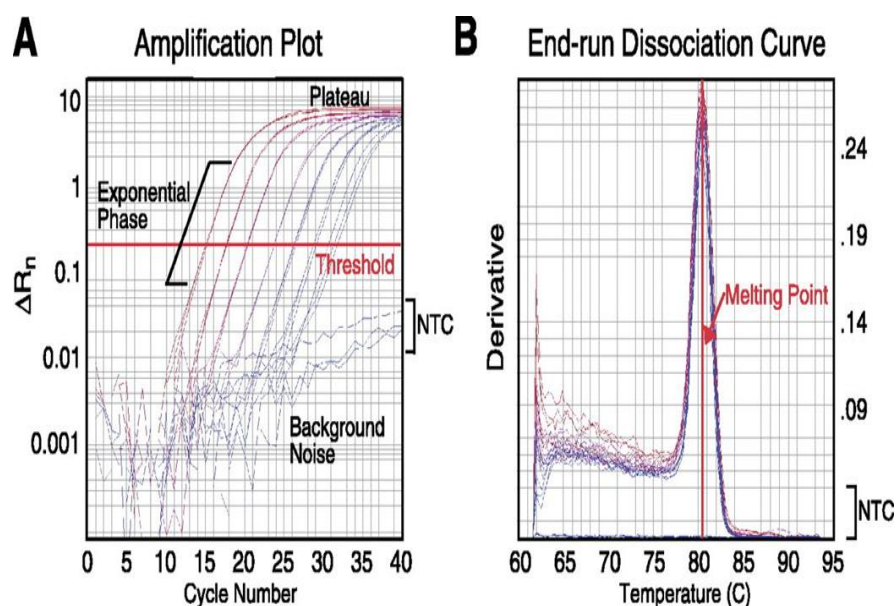 A
Amplification Plot
10
1
0.1
0.01
0.001
ΔRn
Plateau
Exponential
Phase
Threshold
NTC
Background
Noise
0 5 10 15 20 25 30 35 40
Cycle Number
B
End-run Dissociation Curve
Derivative
.24
.19
.14
.09
Melting Point
NTC
60 65 70 75 80 85 90 95
Temperature (C)